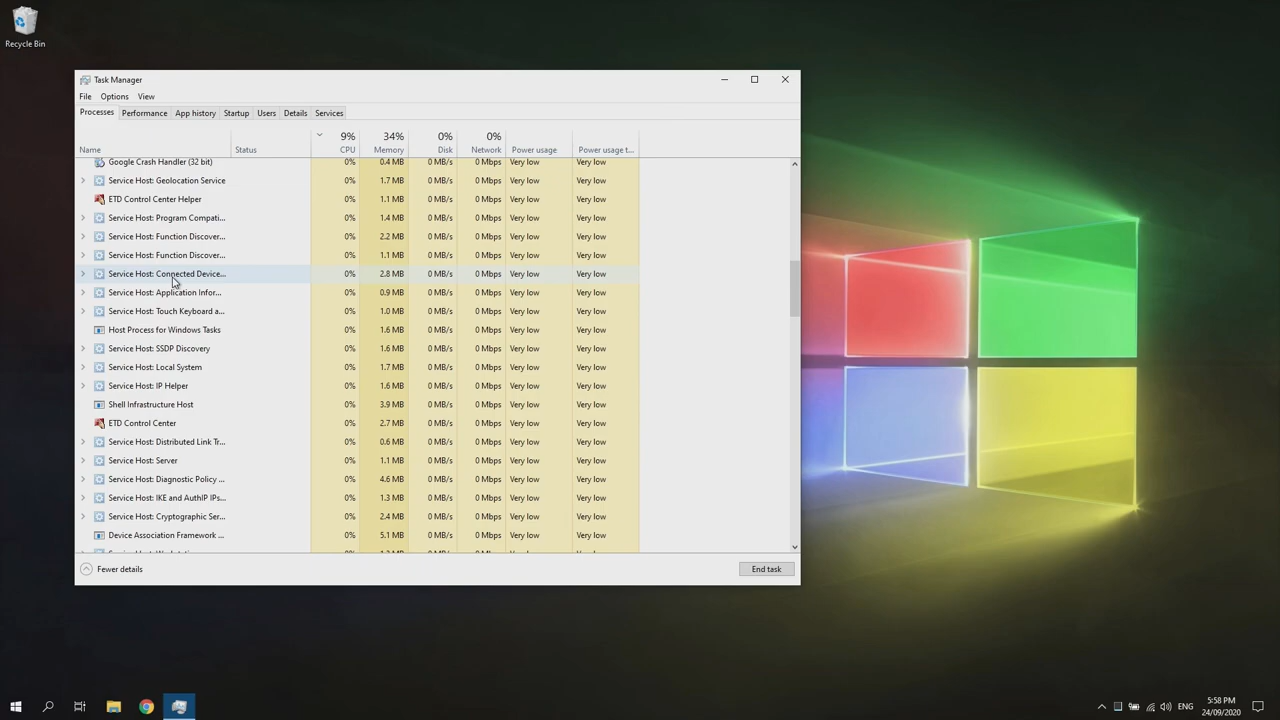 Recycle Bin
Task Manager
File Options View
Processes Performance App history Startup Users Details Services
9% 34% 0% 0%
Name Status CPU Memory Disk Network Power usage Power usage t...
Google Crash Handler (32 bit) 0% 0.4 MB 0 MB/s 0 Mbps Very low Very low
Service Host: Geolocation Service 0% 1.7 MB 0 MB/s 0 Mbps Very low Very low
ETD Control Center Helper 0% 1.1 MB 0 MB/s 0 Mbps Very low Very low
Service Host: Program Compati... 0% 1.4 MB 0 MB/s 0 Mbps Very low Very low
Service Host: Function Discover... 0% 2.2 MB 0 MB/s 0 Mbps Very low Very low
Service Host: Function Discover... 0% 1.1 MB 0 MB/s 0 Mbps Very low Very low
Service Host: Connected Device... 0% 2.8 MB 0 MB/s 0 Mbps Very low Very low
Service Host: Application Infor... 0% 0.9 MB 0 MB/s 0 Mbps Very low Very low
Service Host: Touch Keyboard a... 0% 1.0 MB 0 MB/s 0 Mbps Very low Very low
Host Process for Windows Tasks 0% 1.6 MB 0 MB/s 0 Mbps Very low Very low
Service Host: SSDP Discovery 0% 1.6 MB 0 MB/s 0 Mbps Very low Very low
Service Host: Local System 0% 1.7 MB 0 MB/s 0 Mbps Very low Very low
Service Host: IP Helper 0% 1.6 MB 0 MB/s 0 Mbps Very low Very low
Shell Infrastructure Host 0% 3.9 MB 0 MB/s 0 Mbps Very low Very low
ETD Control Center 0% 2.7 MB 0 MB/s 0 Mbps Very low Very low
Service Host: Distributed Link Tr... 0% 0.6 MB 0 MB/s 0 Mbps Very low Very low
Service Host: Server 0% 1.1 MB 0 MB/s 0 Mbps Very low Very low
Service Host: Diagnostic Policy ... 0% 4.6 MB 0 MB/s 0 Mbps Very low Very low
Service Host: IKE and AuthIP IPs... 0% 1.3 MB 0 MB/s 0 Mbps Very low Very low
Service Host: Cryptographic Ser... 0% 2.4 MB 0 MB/s 0 Mbps Very low Very low
Device Association Framework ... 0% 5.1 MB 0 MB/s 0 Mbps Very low Very low
Fewer details End task
ENG 5:58 PM
24/09/2020